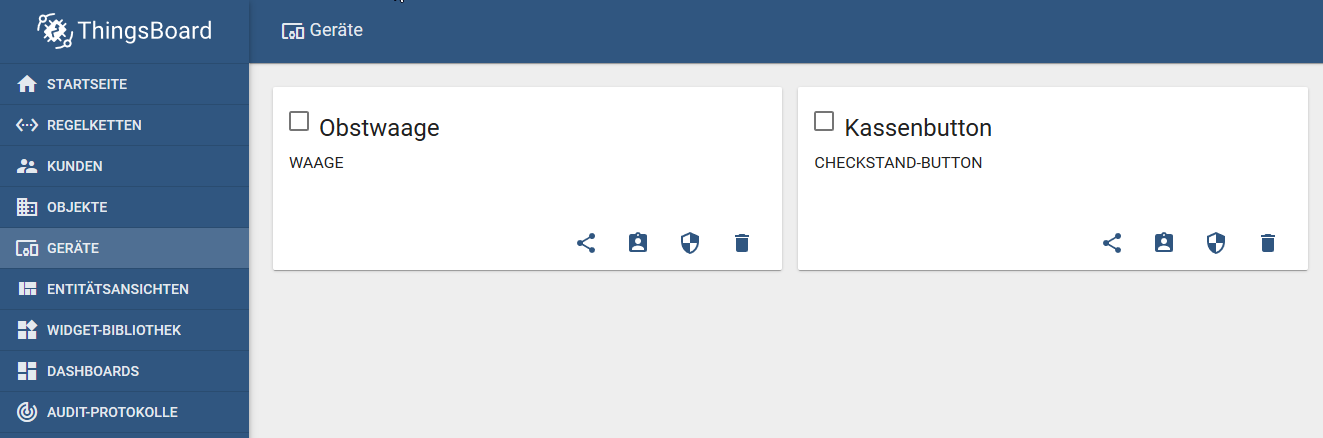 ThingsBoard
Geräte
STARTSEITE
REGELKETTEN
KUNDEN
OBJEKTE
GERÄTE
ENTITÄTSANSICHTEN
WIDGET-BIBLIOTHEK
DASHBOARDS
AUDIT-PROTOKOLLE
Obstwaage
WAAGE
Kassenbutton
CHECKSTAND-BUTTON